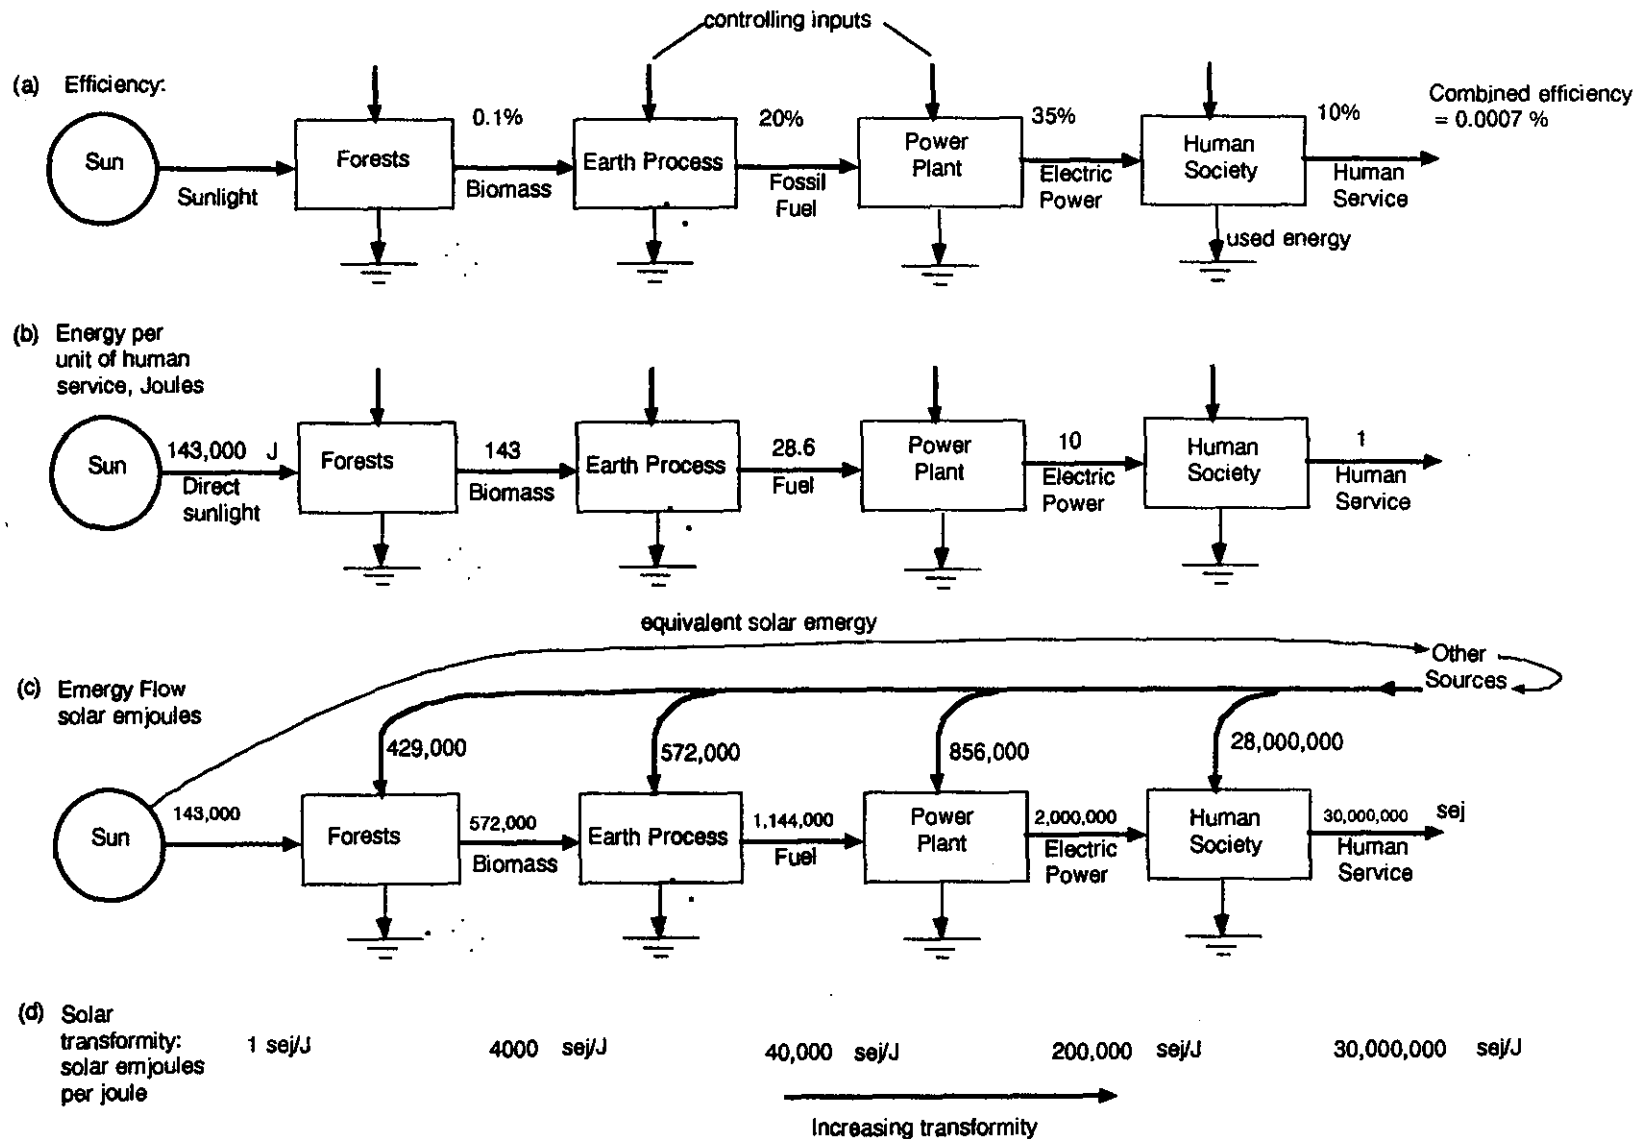 controlling inputs
(a) Efficiency:
Sun
Sunlight
Forests
0.1%
Biomass
Earth Process
20%
Fossil
Fuel
Power
Plant
35%
Electric
Power
Human
Society
10%
Human
Service
used energy
Combined efficiency
= 0.0007 %
(b) Energy per
unit of human
service, Joules
Sun
143,000 J
Direct
sunlight
Forests
143
Biomass
Earth Process
28.6
Fuel
Power
Plant
10
Electric
Power
Human
Society
1
Human
Service
equivalent solar emergy
Other
Sources
(c) Emergy Flow
solar emjoules
429,000
572,000
856,000
28,000,000
Sun
143,000
Forests
572,000
Biomass
Earth Process
1,144,000
Fuel
Power
Plant
2,000,000
Electric
Power
Human
Society
30,000,000 sej
Human
Service
(d) Solar
transformity:
solar emjoules
per joule
1 sej/J
4000 sej/J
40,000 sej/J
200,000 sej/J
30,000,000 sej/J
Increasing transformity